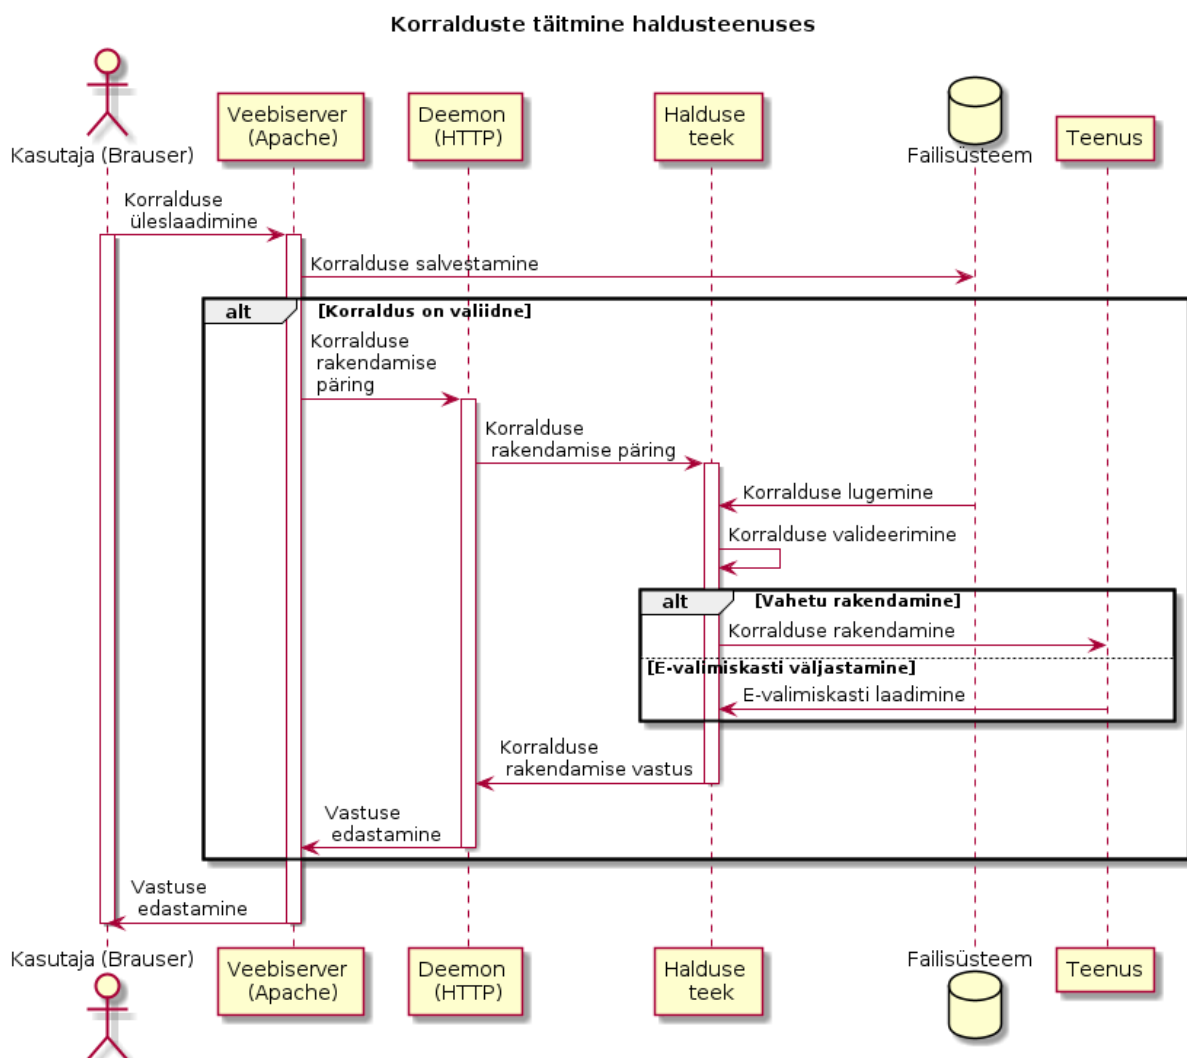 Korralduste täitmine haldusteenuses
Kasutaja (Brauser)
Veebiserver
(Apache)
Deemon
(HTTP)
Halduse
teek
Failisüsteem
Teenus
Korralduse
üleslaadimine
Korralduse salvestamine
alt
[Korraldus on valiidne]
Korralduse
rakendamise
päring
Korralduse
rakendamise päring
Korralduse lugemine
Korralduse valideerimine
alt
[Vahetu rakendamine]
Korralduse rakendamine
[E-valimiskasti väljastamine]
E-valimiskasti laadimine
Korralduse
rakendamise vastus
Vastuse
edastamine
Vastuse
edastamine
Kasutaja (Brauser)
Veebiserver
(Apache)
Deemon
(HTTP)
Halduse
teek
Failisüsteem
Teenus